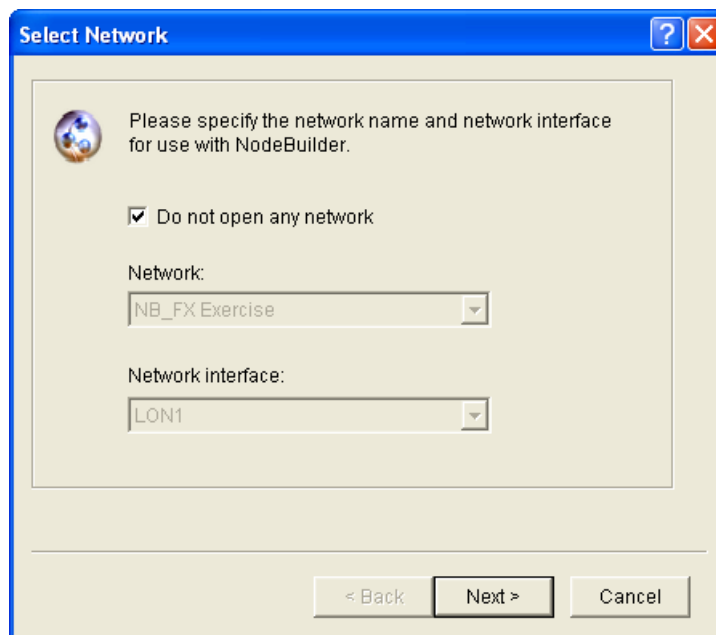 Select Network
Please specify the network name and network interface
for use with NodeBuilder.
Do not open any network
Network:
NB_FX Exercise
Network interface:
LON1
< Back
Next >
Cancel